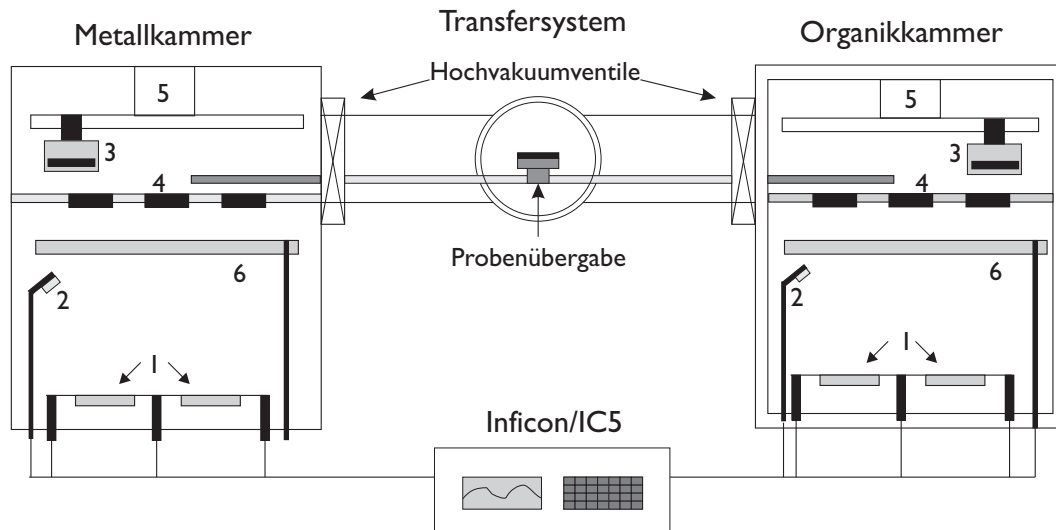 Metallkammer
Transfersystem
Organikkammer
Hochvakuumventile
5
5
3
3
4
4
Probenübergabe
6
6
2
2
1
1
Inficon/IC5